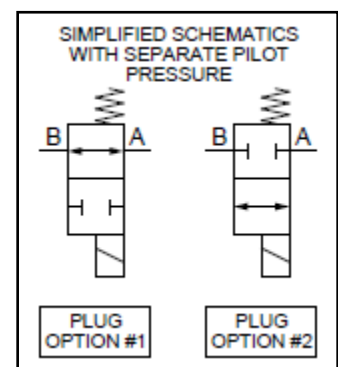 SIMPLIFIED SCHEMATICS
WITH SEPARATE PILOT
PRESSURE
B A B A
PLUG
OPTION #1
PLUG
OPTION #2